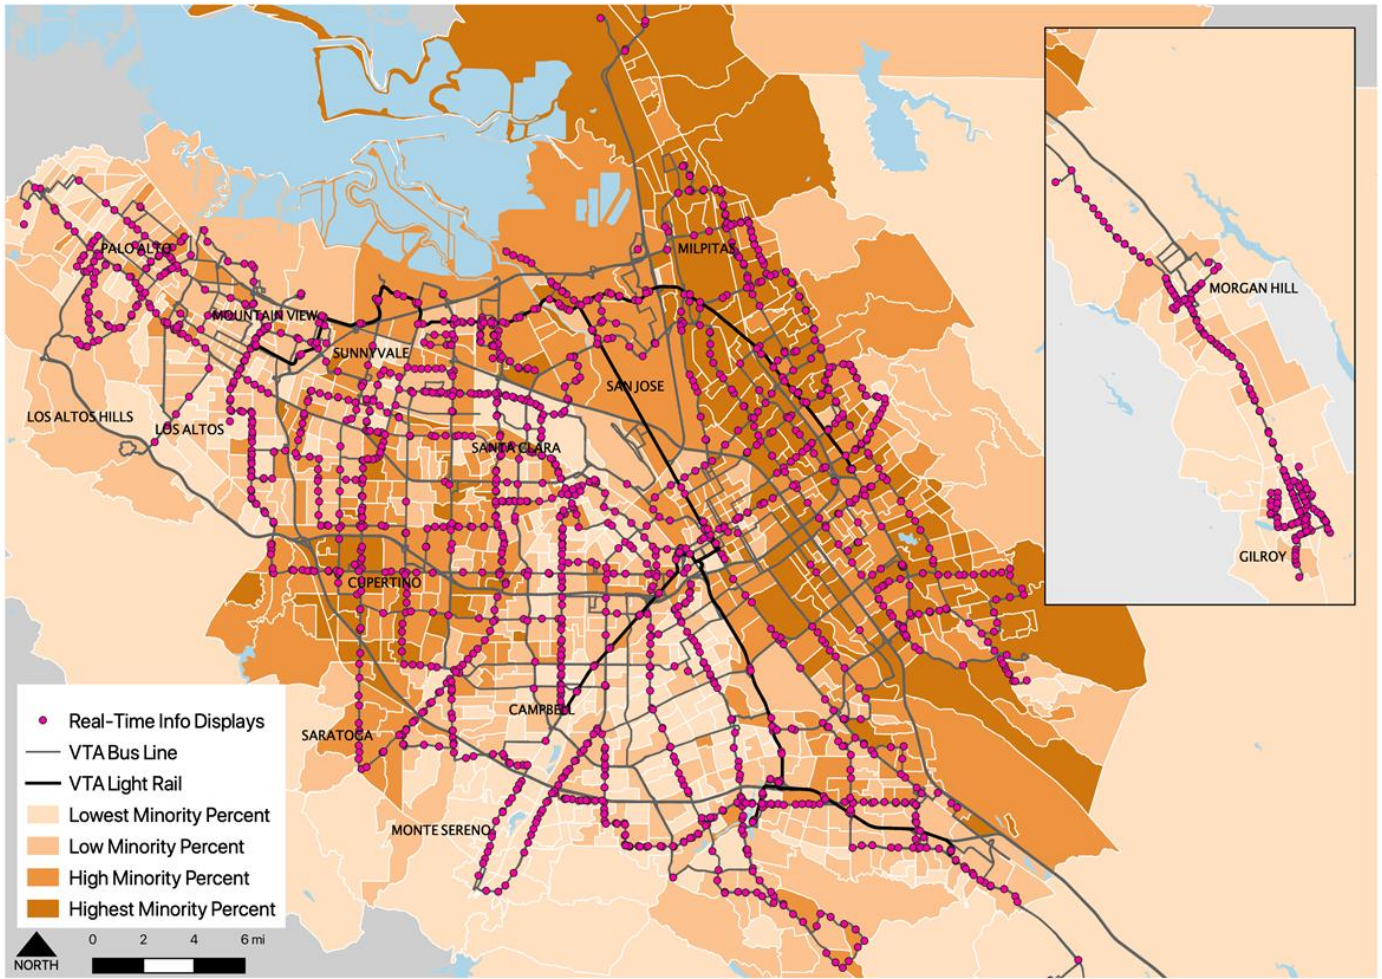 PALO ALTO
MILPITAS
MORGAN HILL
MOUNTAIN VIEW
SUNNYVALE
SAN JOSE
LOS ALTOS HILLS
LOS ALTOS
SANTA CLARA
GILROY
CUPERTINO
CAMPBELL
SARATOGA
MONTE SERENO
Real-Time Info Displays
VTA Bus Line
VTA Light Rail
Lowest Minority Percent
Low Minority Percent
High Minority Percent
Highest Minority Percent
0 2 4 6 mi
NORTH